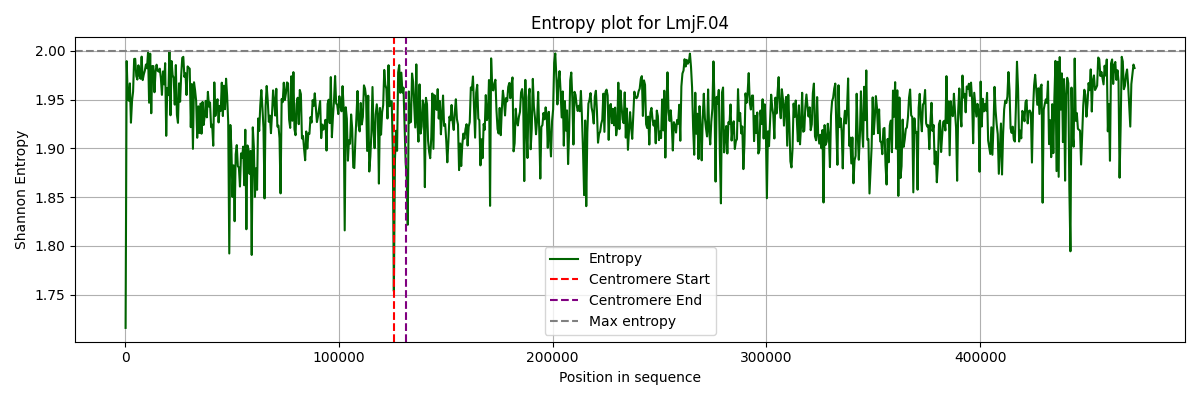 Entropy plot for LmjF.04
Shannon Entropy
2.00
1.95
1.90
1.85
1.80
1.75
Entropy
Centromere Start
Centromere End
Max entropy
0
100000
200000
300000
400000
Position in sequence